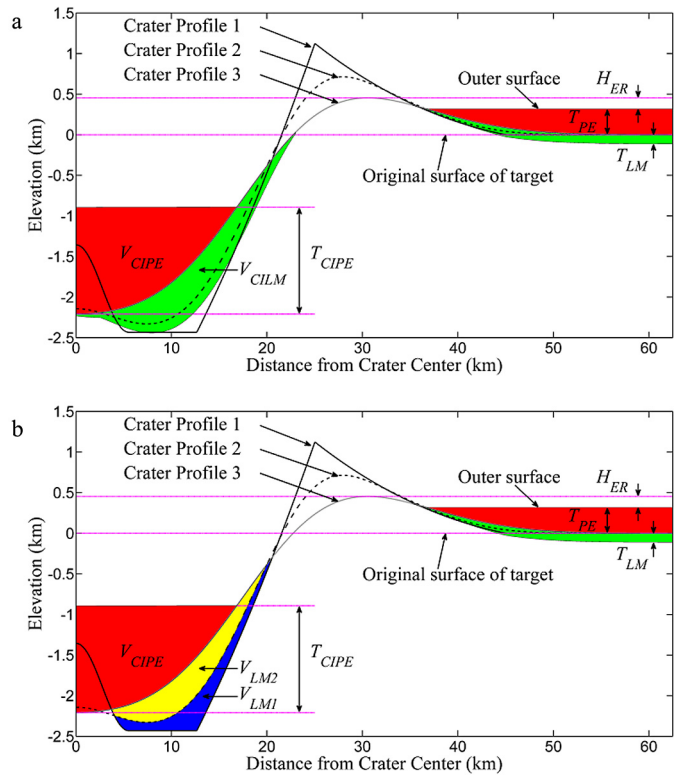 a
1.5
1
0.5
0
-0.5
-1
-1.5
-2
-2.5
Elevation (km)
Crater Profile 1
Crater Profile 2
Crater Profile 3
Outer surface
H_ER
T_PE
Original surface of target
T_LM
V_CIPE
V_CILM
T_CIPE
0 10 20 30 40 50 60
Distance from Crater Center (km)
b
1.5
1
0.5
0
-0.5
-1
-1.5
-2
-2.5
Elevation (km)
Crater Profile 1
Crater Profile 2
Crater Profile 3
Outer surface
H_ER
T_PE
Original surface of target
T_LM
V_CIPE
T_CIPE
V_LM2
V_LM1
0 10 20 30 40 50 60
Distance from Crater Center (km)